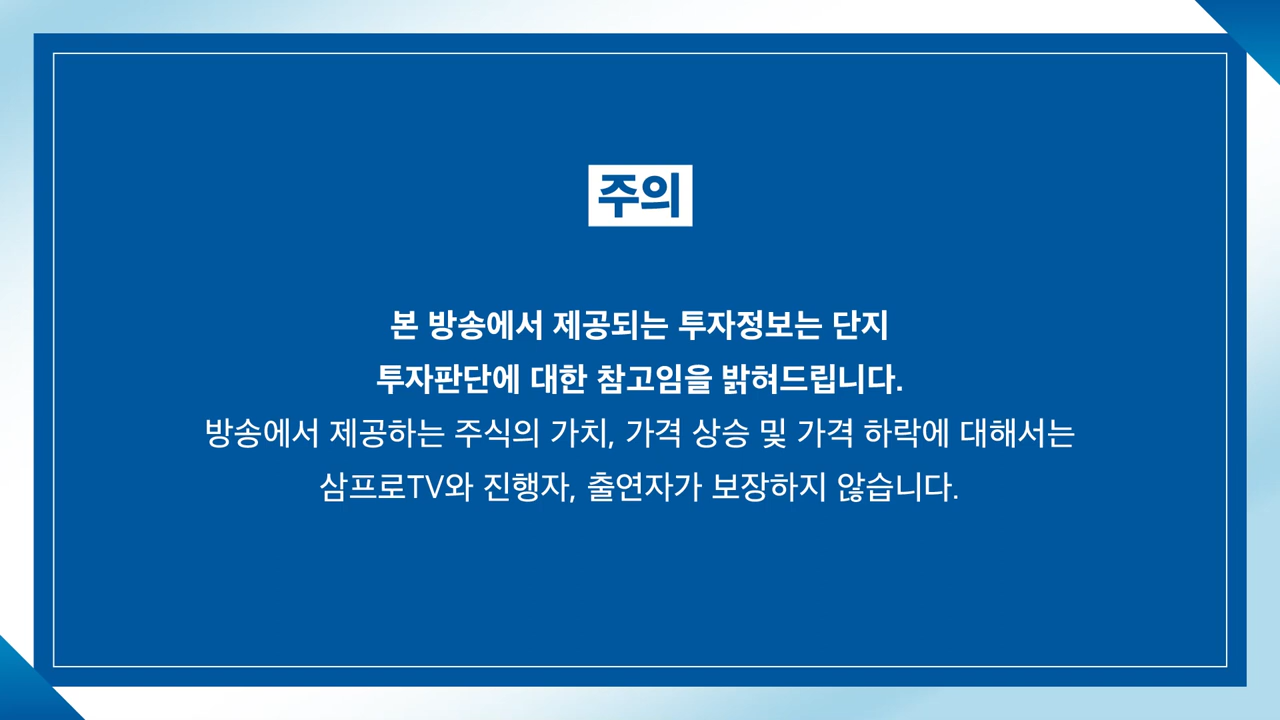 주의
본 방송에서 제공되는 투자정보는 단지
투자판단에 대한 참고임을 밝혀드립니다.
방송에서 제공하는 주식의 가치, 가격 상승 및 가격 하락에 대해서는
삼프로TV와 진행자, 출연자가 보장하지 않습니다.